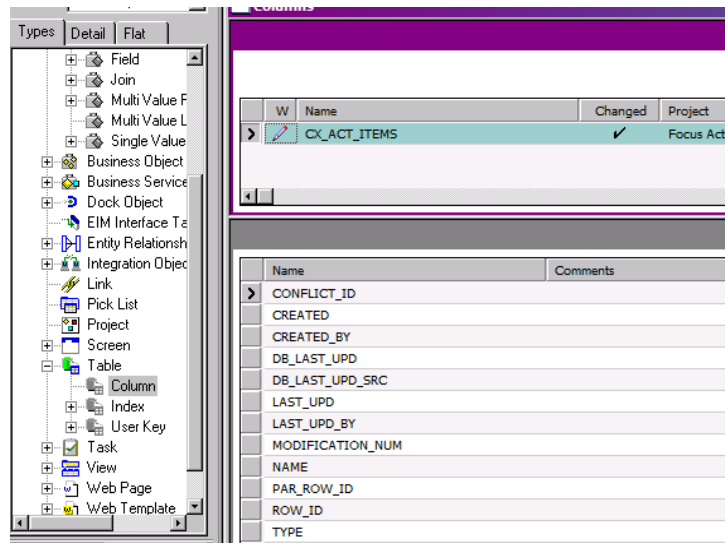 Columns
Types Detail Flat
Field
Join
Multi Value F
Multi Value L
Single Value
Business Object
Business Service
Dock Object
EIM Interface Ta
Entity Relationsh
Integration Objec
Link
Pick List
Project
Screen
Table
Column
Index
User Key
Task
View
Web Page
Web Template
W Name Changed Project
CX_ACT_ITEMS Focus Act
Name Comments
CONFLICT_ID
CREATED
CREATED_BY
DB_LAST_UPD
DB_LAST_UPD_SRC
LAST_UPD
LAST_UPD_BY
MODIFICATION_NUM
NAME
PAR_ROW_ID
ROW_ID
TYPE